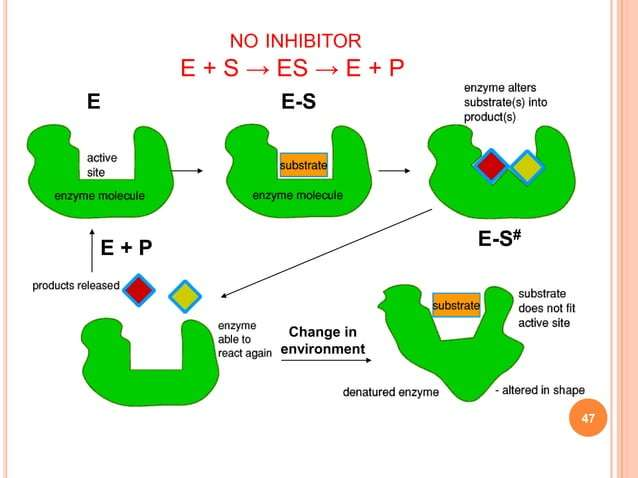 NO INHIBITOR
E + S → ES → E + P
E
E-S
enzyme alters
substrate(s) into
product(s)
active
site
enzyme molecule
substrate
enzyme molecule
E-S#
E + P
products released
enzyme
able to
react again
Change in
environment
substrate
substrate
does not fit
active site
denatured enzyme
- altered in shape
47